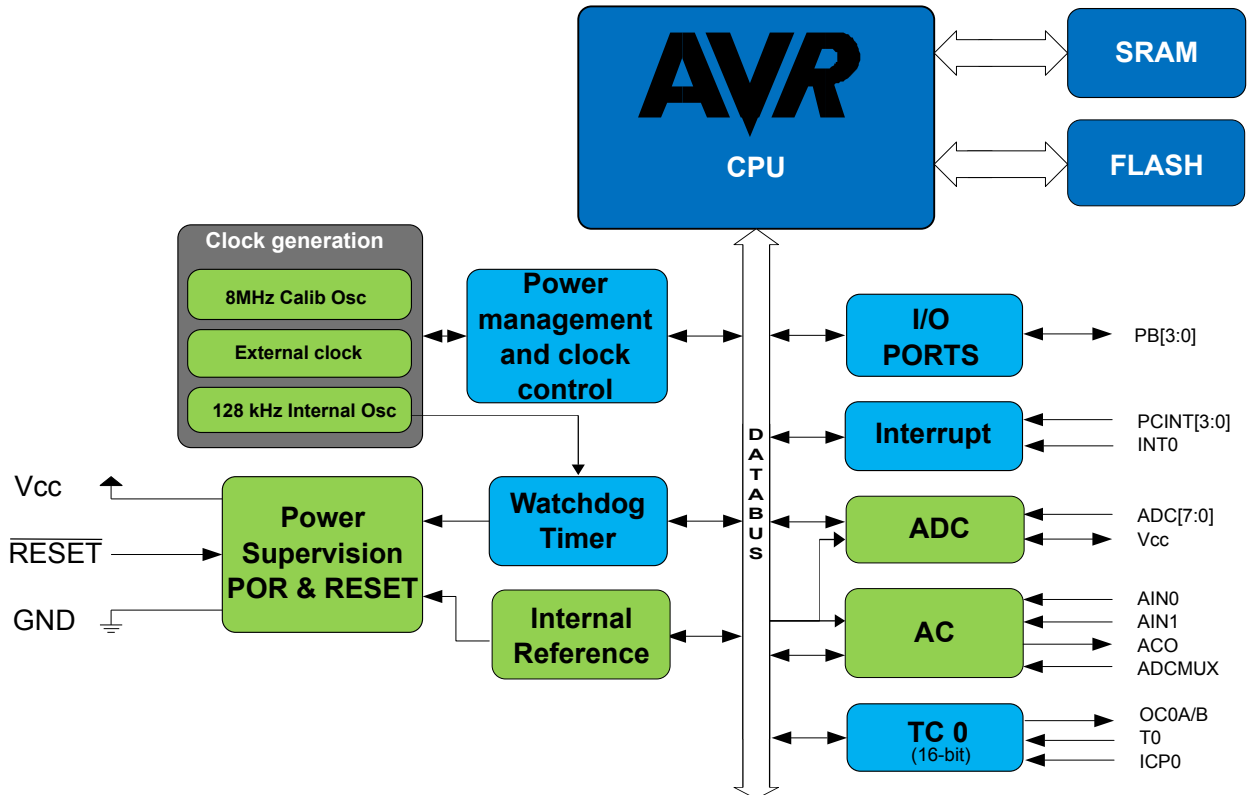 AVR
CPU
SRAM
FLASH
Clock generation
8MHz Calib Osc
External clock
128 kHz Internal Osc
Power
management
and clock
control
I/O
PORTS
PB[3:0]
Interrupt
PCINT[3:0]
INT0
DATABUS
Vcc
RESET
GND
Power
Supervision
POR & RESET
Watchdog
Timer
Internal
Reference
ADC
ADC[7:0]
Vcc
AC
AIN0
AIN1
ACO
ADCMUX
TC 0
(16-bit)
OC0A/B
T0
ICP0